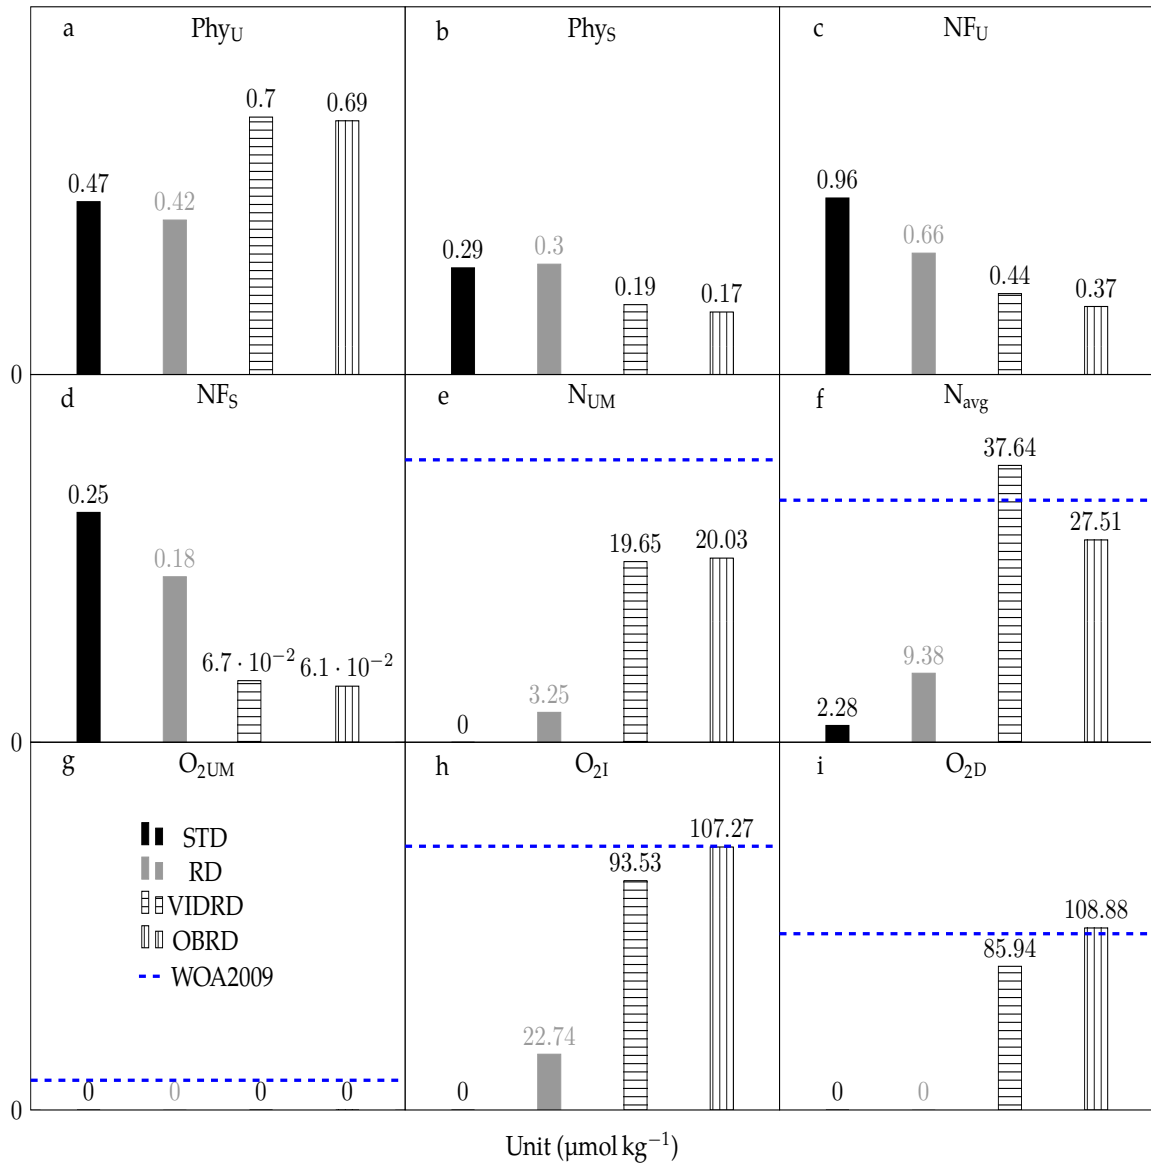 a Phy_U b Phy_S c NF_U
0.47 0.42 0.7 0.69
0.29 0.3 0.19 0.17
0.96 0.66 0.44 0.37
0
d NF_S e N_UM f N_avg
0.25 0.18 6.7 · 10⁻² 6.1 · 10⁻²
0 3.25 19.65 20.03
2.28 9.38 37.64 27.51
0
g O_2UM h O_2I i O_2D
STD
RD
VIDRD
OBRD
WOA2009
0 0 0 0
0 22.74 93.53 107.27
0 0 85.94 108.88
0
Unit (µmol kg⁻¹)